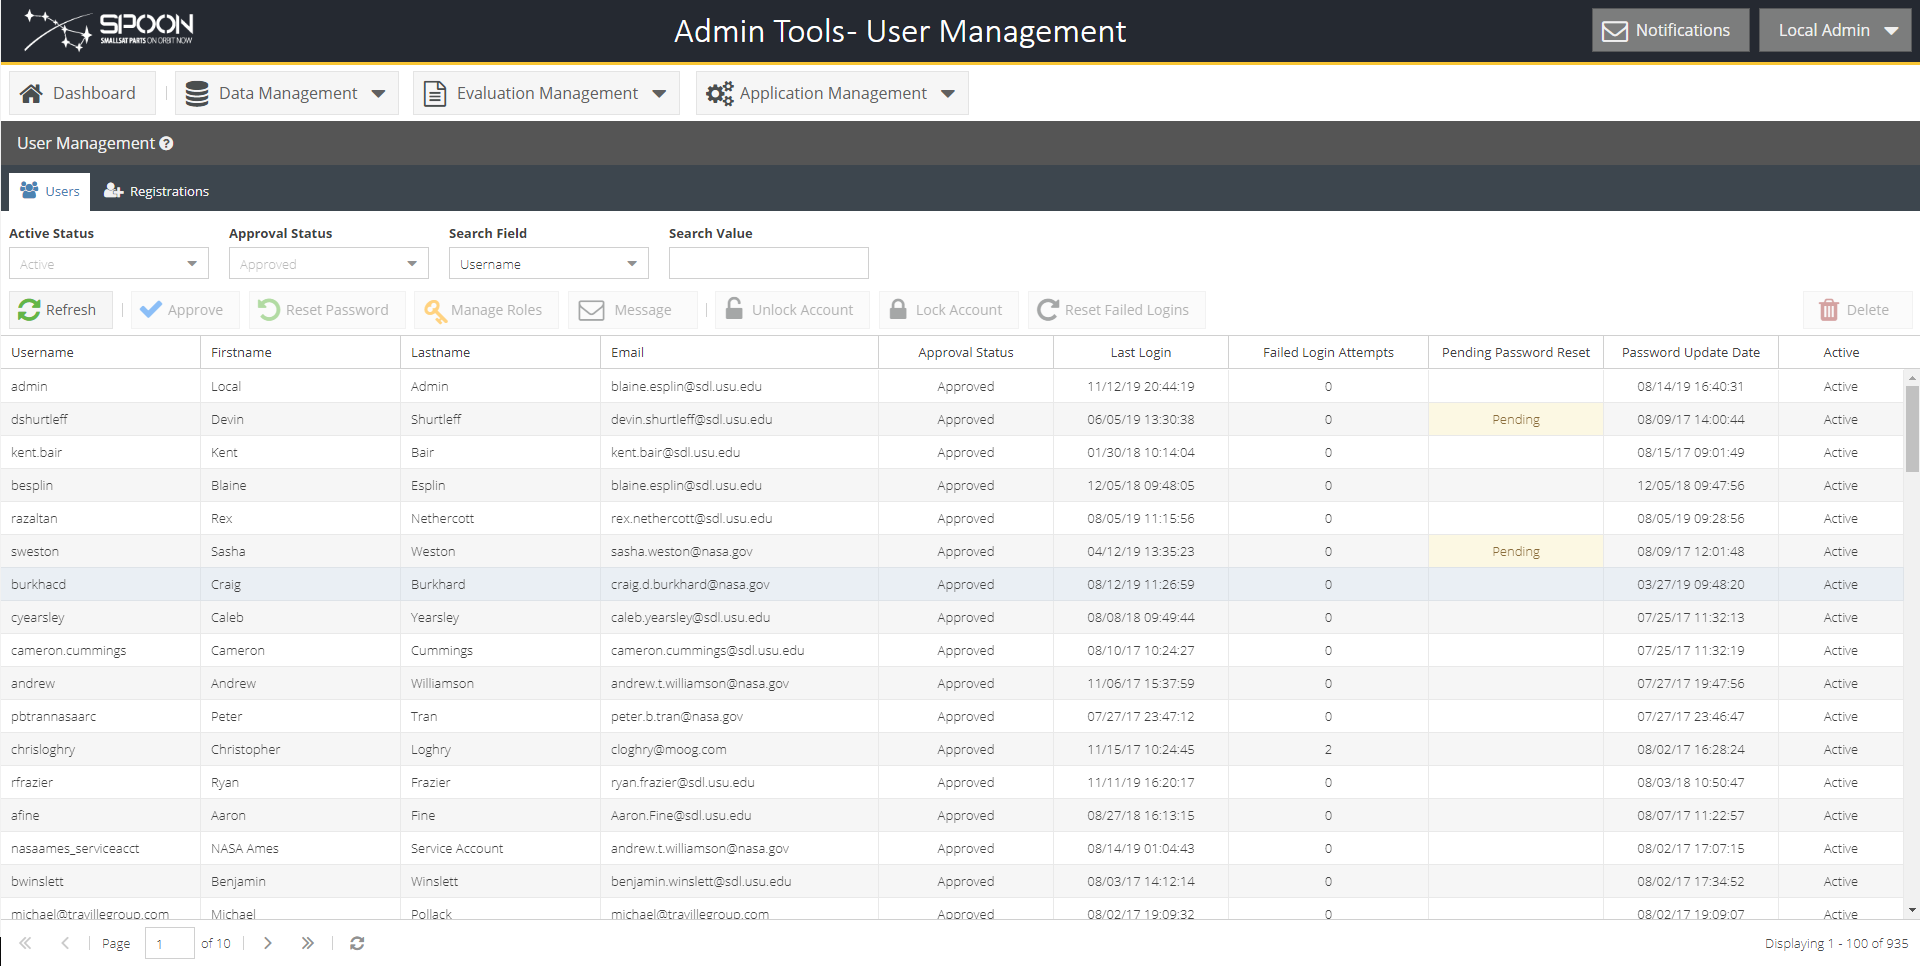 SPOON
SMALLSAT PARTS ON ORBIT NOW
Admin Tools- User Management
Notifications
Local Admin
Dashboard
Data Management
Evaluation Management
Application Management
User Management
Users
Registrations
Active Status Approval Status Search Field Search Value
Active Approved Username
Refresh Approve Reset Password Manage Roles Message Unlock Account Lock Account Reset Failed Logins Delete
Username Firstname Lastname Email Approval Status Last Login Failed Login Attempts Pending Password Reset Password Update Date Active
admin Local Admin blaine.esplin@sdl.usu.edu Approved 11/12/19 20:44:19 0 08/14/19 16:40:31 Active
dshurtleff Devin Shurtleff devin.shurtleff@sdl.usu.edu Approved 06/05/19 13:30:38 0 Pending 08/09/17 14:00:44 Active
kent.bair Kent Bair kent.bair@sdl.usu.edu Approved 01/30/18 10:14:04 0 08/15/17 09:01:49 Active
besplin Blaine Esplin blaine.esplin@sdl.usu.edu Approved 12/05/18 09:48:05 0 12/05/18 09:47:56 Active
razaltan Rex Nethercott rex.nethercott@sdl.usu.edu Approved 08/05/19 11:15:56 0 08/05/19 09:28:56 Active
sweston Sasha Weston sasha.weston@nasa.gov Approved 04/12/19 13:35:23 0 Pending 08/09/17 12:01:48 Active
burkhacd Craig Burkhard craig.d.burkhard@nasa.gov Approved 08/12/19 11:26:59 0 03/27/19 09:48:20 Active
cyearsley Caleb Yearsley caleb.yearsley@sdl.usu.edu Approved 08/08/18 09:49:44 0 07/25/17 11:32:13 Active
cameron.cummings Cameron Cummings cameron.cummings@sdl.usu.edu Approved 08/10/17 10:24:27 0 07/25/17 11:32:19 Active
andrew Andrew Williamson andrew.t.williamson@nasa.gov Approved 11/06/17 15:37:59 0 07/27/17 19:47:56 Active
pbtrannasaarc Peter Tran peter.b.tran@nasa.gov Approved 07/27/17 23:47:12 0 07/27/17 23:46:47 Active
chrisloghry Christopher Loghry cloghry@moog.com Approved 11/15/17 10:24:45 2 08/02/17 16:28:24 Active
rfrazier Ryan Frazier ryan.frazier@sdl.usu.edu Approved 11/11/19 16:20:17 0 08/03/18 10:50:47 Active
afine Aaron Fine Aaron.Fine@sdl.usu.edu Approved 08/27/18 16:13:15 0 08/07/17 11:22:57 Active
nasaames_serviceacct NASA Ames Service Account andrew.t.williamson@nasa.gov Approved 08/14/19 01:04:43 0 08/02/17 17:07:15 Active
bwinslett Benjamin Winslett benjamin.winslett@sdl.usu.edu Approved 08/03/17 14:12:14 0 08/02/17 17:34:52 Active
michael@travillegroup.com Michael Pollack michael@travillegroup.com Approved 08/02/17 19:09:32 0 08/02/17 19:09:07 Active
Page 1 of 10 Displaying 1 - 100 of 935